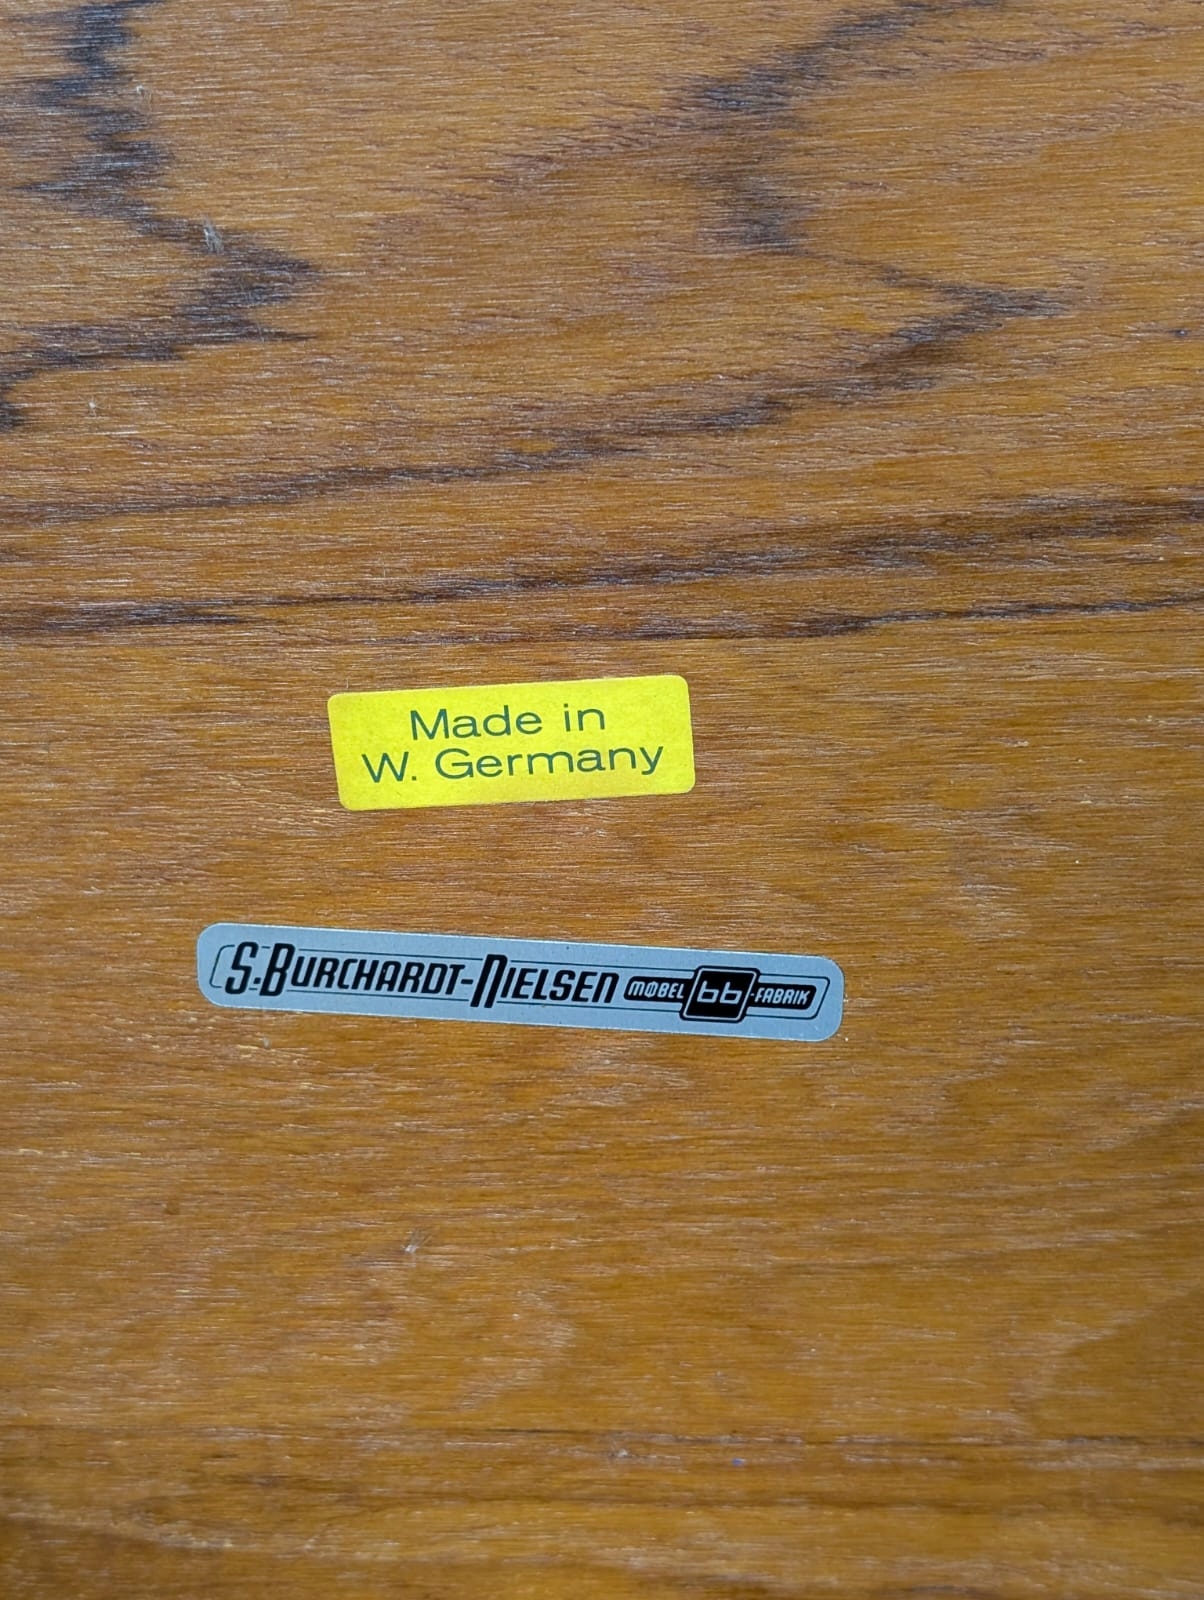 Made in
W. Germany
S. BURCHARDT-NIELSEN MØBEL bb -FABRIK